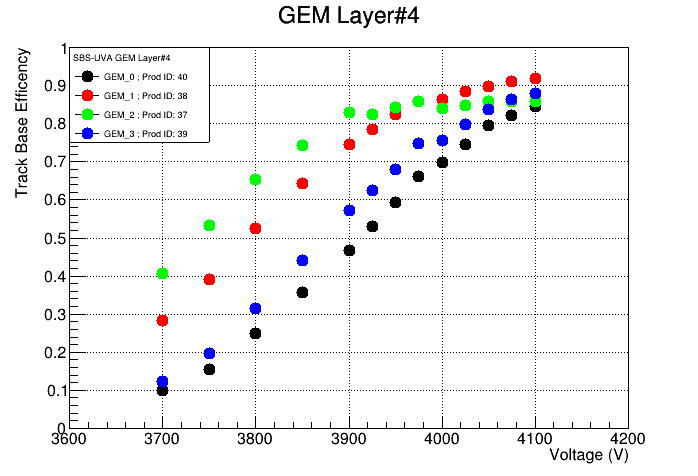 GEM Layer#4
Track Base Efficency
SBS-UVA GEM Layer#4
GEM_0 ; Prod ID: 40
GEM_1 ; Prod ID: 38
GEM_2 ; Prod ID: 37
GEM_3 ; Prod ID: 39
1
0.9
0.8
0.7
0.6
0.5
0.4
0.3
0.2
0.1
0
3600 3700 3800 3900 4000 4100 4200
Voltage (V)